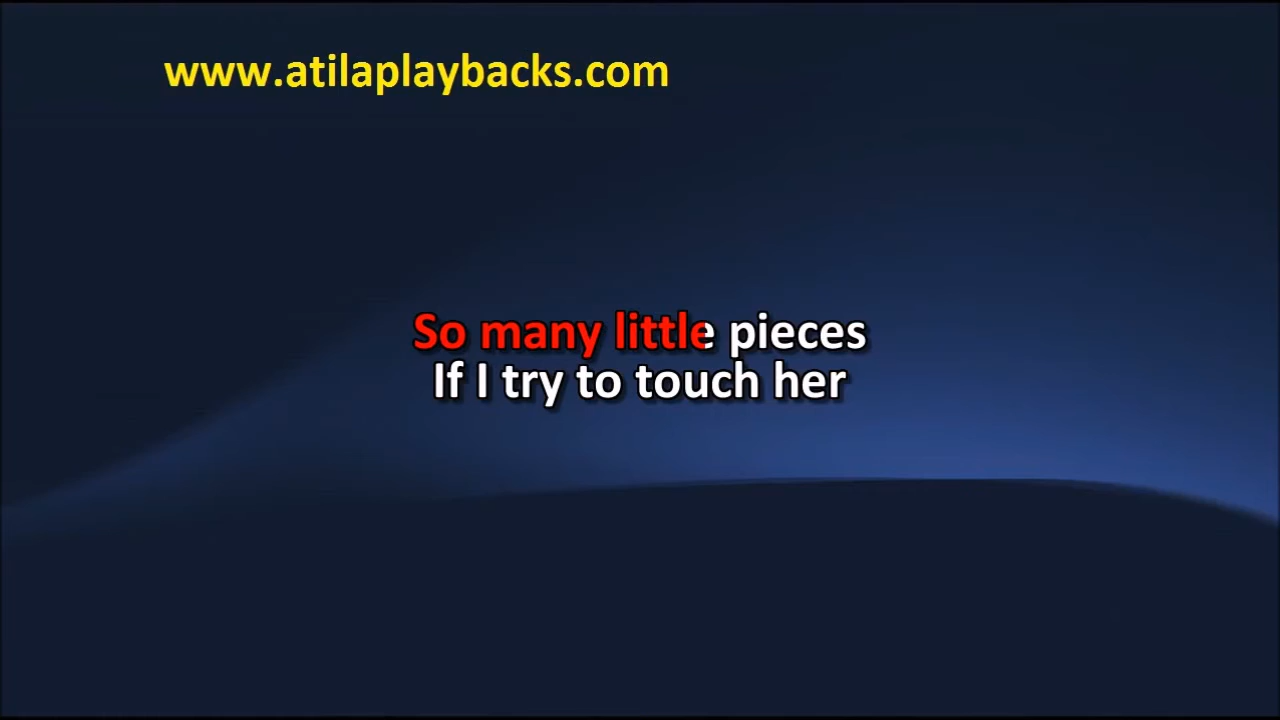 www.atilaplaybacks.com
So many little pieces
If I try to touch her